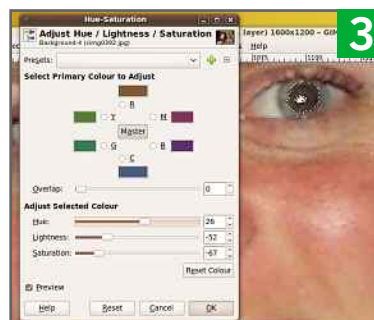 Hue-Saturation
Adjust Hue / Lightness / Saturation
Background-4 (cimg0392.jpg)
layer) 1600x1200 – GIM
Help
3
Presets:
Select Primary Colour to Adjust
R
Y
M
Master
G
B
C
Overlap:
0
Adjust Selected Colour
Hue:
26
Lightness:
-52
Saturation:
-67
Reset Colour
Preview
Help
Reset
Cancel
OK